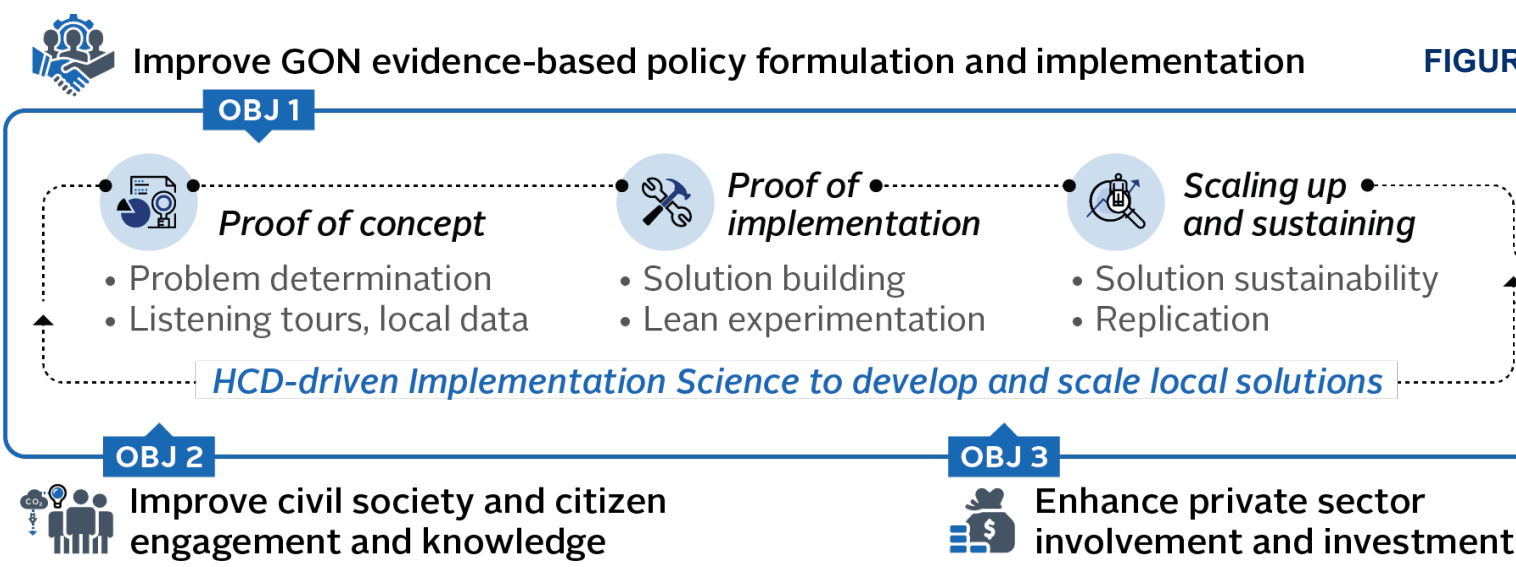 Improve GON evidence-based policy formulation and implementation
FIGUR
OBJ 1
Proof of concept
• Problem determination
• Listening tours, local data
Proof of
implementation
• Solution building
• Lean experimentation
Scaling up
and sustaining
• Solution sustainability
• Replication
HCD-driven Implementation Science to develop and scale local solutions
OBJ 2
Improve civil society and citizen
engagement and knowledge
CO₂
OBJ 3
Enhance private sector
involvement and investment
$